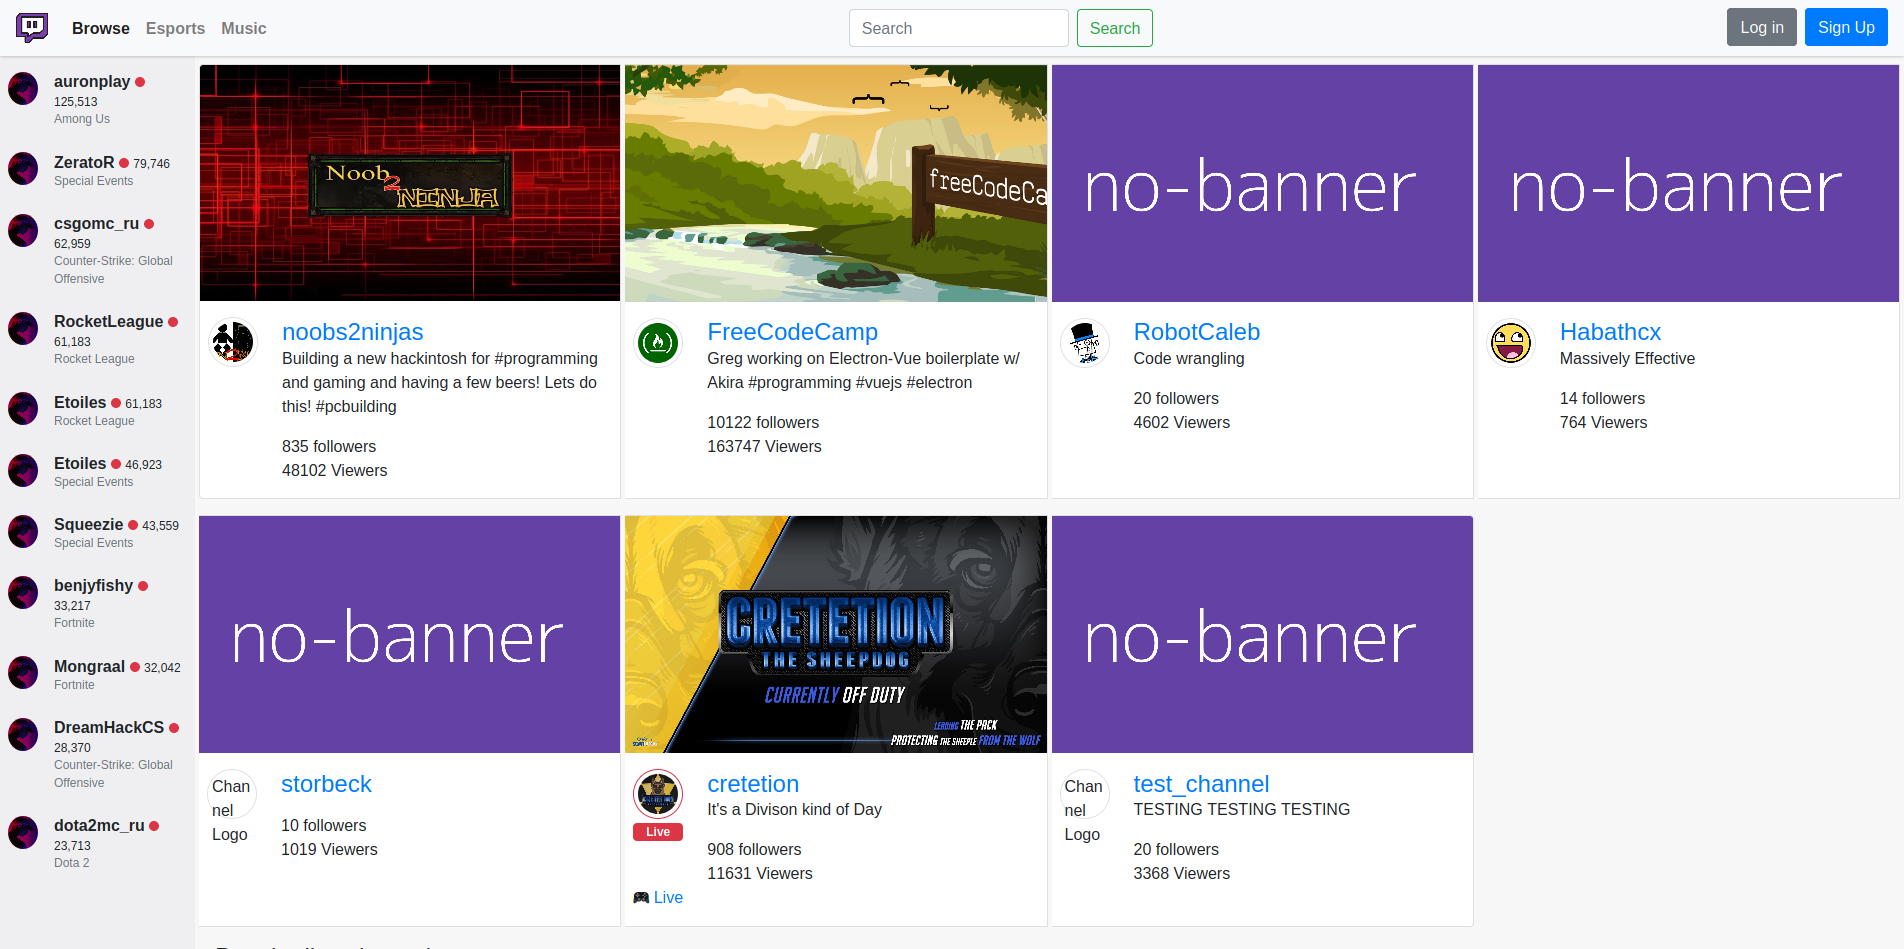 Browse Esports Music
Search
Search
Log in
Sign Up
auronplay
125,513
Among Us
ZeratoR 79,746
Special Events
csgomc_ru
62,959
Counter-Strike: Global
Offensive
RocketLeague
61,183
Rocket League
Etoiles 61,183
Rocket League
Etoiles 46,923
Special Events
Squeezie 43,559
Special Events
benjyfishy
33,217
Fortnite
Mongraal 32,042
Fortnite
DreamHackCS
28,370
Counter-Strike: Global
Offensive
dota2mc_ru
23,713
Dota 2
Noob
2
NINJA
noobs2ninjas
Building a new hackintosh for #programming
and gaming and having a few beers! Lets do
this! #pcbuilding
835 followers
48102 Viewers
freeCodeCa
FreeCodeCamp
Greg working on Electron-Vue boilerplate w/
Akira #programming #vuejs #electron
10122 followers
163747 Viewers
no-banner
RobotCaleb
Code wrangling
20 followers
4602 Viewers
no-banner
Habathcx
Massively Effective
14 followers
764 Viewers
no-banner
Chan
nel
Logo
storbeck
10 followers
1019 Viewers
CRETETION
THE SHEEPDOG
CURRENTLY OFF DUTY
LEADING THE PACK
PROTECTING THE SHEEPLE FROM THE WOLF
cretetion
It's a Divison kind of Day
Live
908 followers
11631 Viewers
Live
no-banner
Chan
nel
Logo
test_channel
TESTING TESTING TESTING
20 followers
3368 Viewers